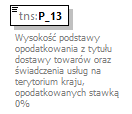 tns:P_13
Wysokość podstawy
opodatkowania z tytułu
dostawy towarów oraz
świadczenia usług na
terytorium kraju,
opodatkowanych stawką
0%